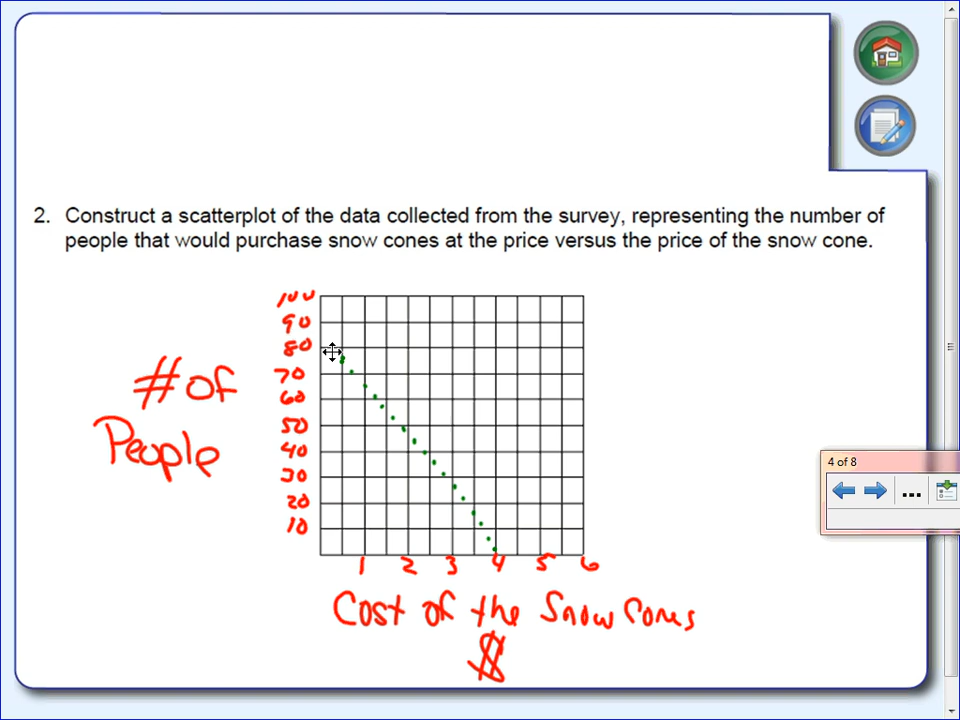 2. Construct a scatterplot of the data collected from the survey, representing the number of
people that would purchase snow cones at the price versus the price of the snow cone.
100
90
80
70
60
50
40
30
20
10
# of
People
1 2 3 4 5 6
Cost of the Snow Cones
$
4 of 8
...